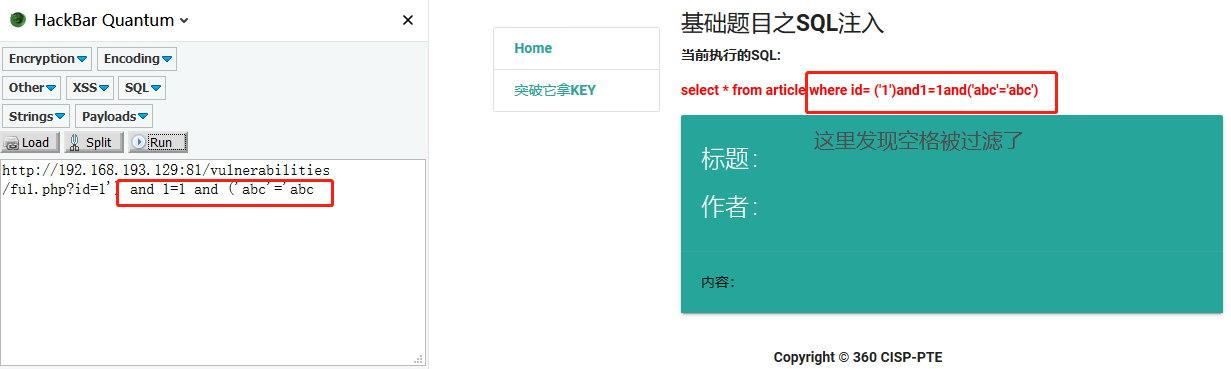 HackBar Quantum
Encryption Encoding
Other XSS SQL
Strings Payloads
Load Split Run
http://192.168.193.129:81/vulnerabilities
/fu1.php?id=1') and 1=1 and ('abc'='abc
Home
突破它拿KEY
基础题目之SQL注入
当前执行的SQL:
select * from article where id= ('1')and1=1and('abc'='abc')
这里发现空格被过滤了
标题:
作者:
内容:
Copyright © 360 CISP-PTE